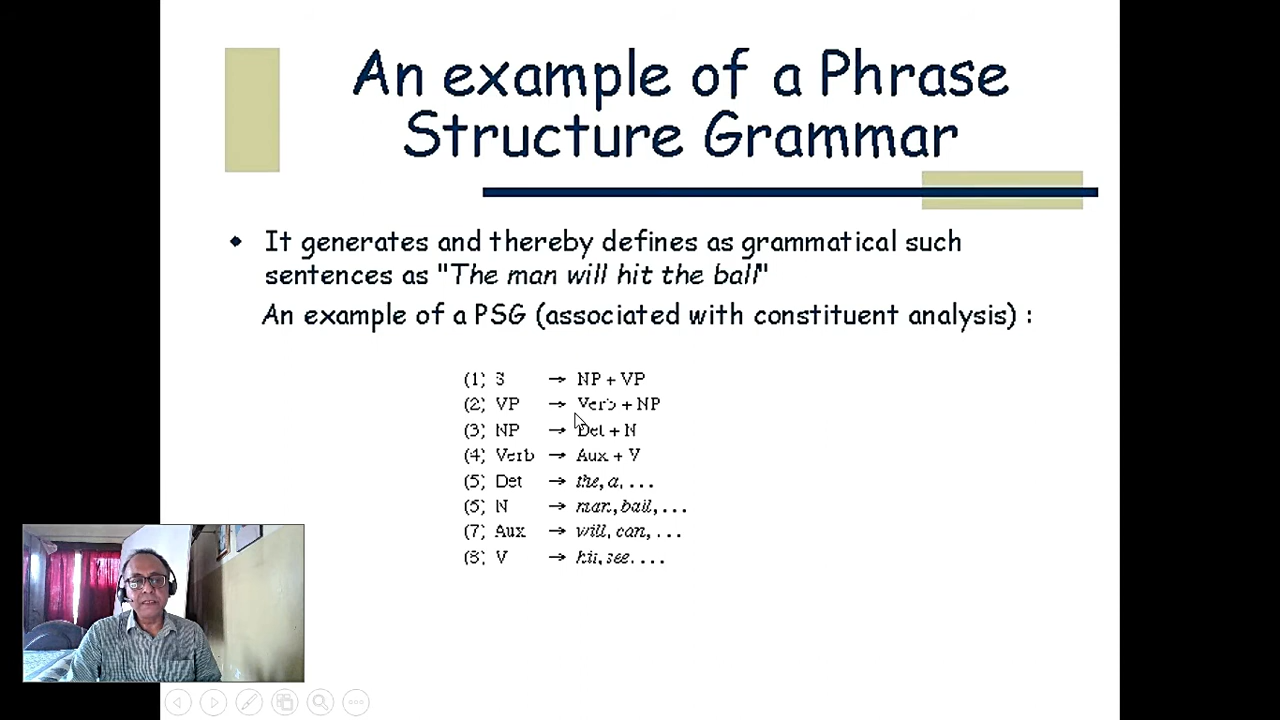 An example of a Phrase
Structure Grammar
It generates and thereby defines as grammatical such
sentences as "The man will hit the ball"
An example of a PSG (associated with constituent analysis) :
(1) S → NP + VP
(2) VP → Verb + NP
(3) NP → Det + N
(4) Verb → Aux + V
(5) Det → the, a, . . .
(6) N → man, ball, . . .
(7) Aux → will, can, . . .
(8) V → hit, see. . . .